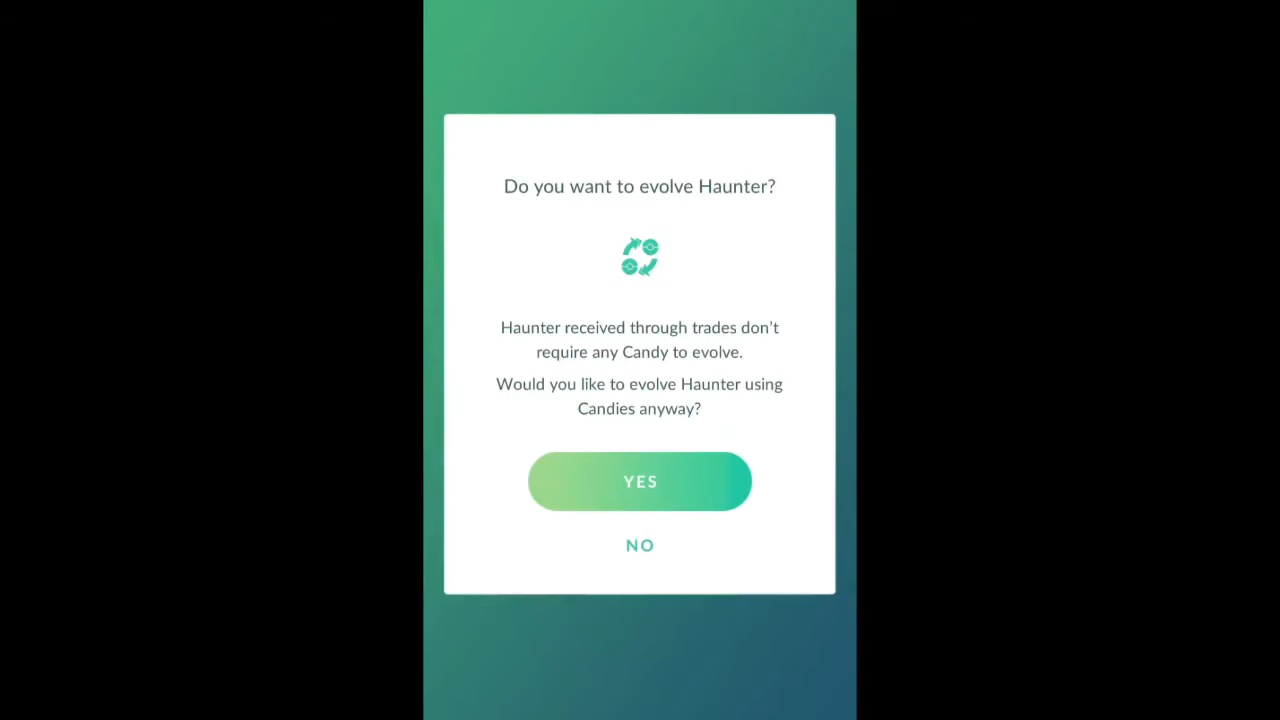 Do you want to evolve Haunter?
Haunter received through trades don't
require any Candy to evolve.
Would you like to evolve Haunter using
Candies anyway?
YES
NO